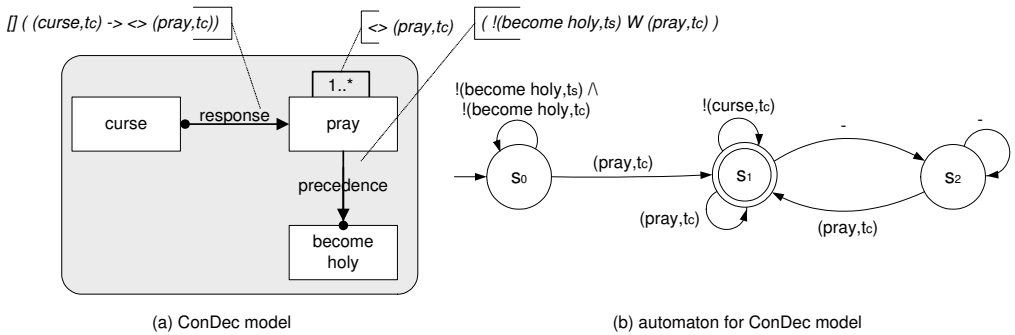 [] ( (curse,tc) -> <> (pray,tc))
<> (pray,tc)
( !(become holy,ts) W (pray,tc) )
1..*
curse
response
pray
precedence
become
holy
(a) ConDec model
!(become holy,ts) /\
!(become holy,tc)
s0
(pray,tc)
!(curse,tc)
s1
(pray,tc)
-
-
s2
(pray,tc)
(b) automaton for ConDec model